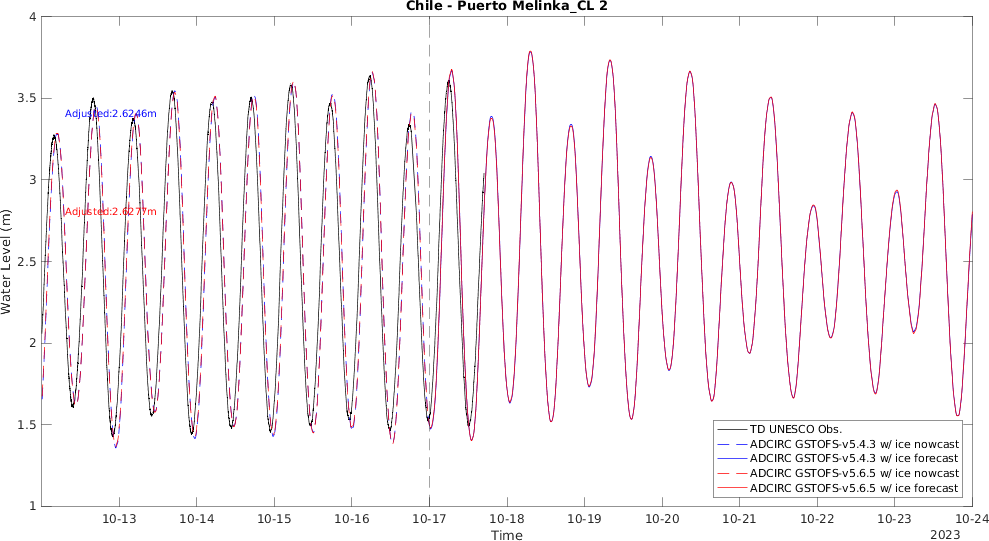 Chile - Puerto Melinka_CL 2
4
3.5
3
2.5
2
1.5
1
Water Level (m)
Adjusted:2.6246m
Adjusted:2.6277m
TD UNESCO Obs.
ADCIRC GSTOFS-v5.4.3 w/ ice nowcast
ADCIRC GSTOFS-v5.4.3 w/ ice forecast
ADCIRC GSTOFS-v5.6.5 w/ ice nowcast
ADCIRC GSTOFS-v5.6.5 w/ ice forecast
10-13 10-14 10-15 10-16 10-17 10-18 10-19 10-20 10-21 10-22 10-23 10-24
Time
2023